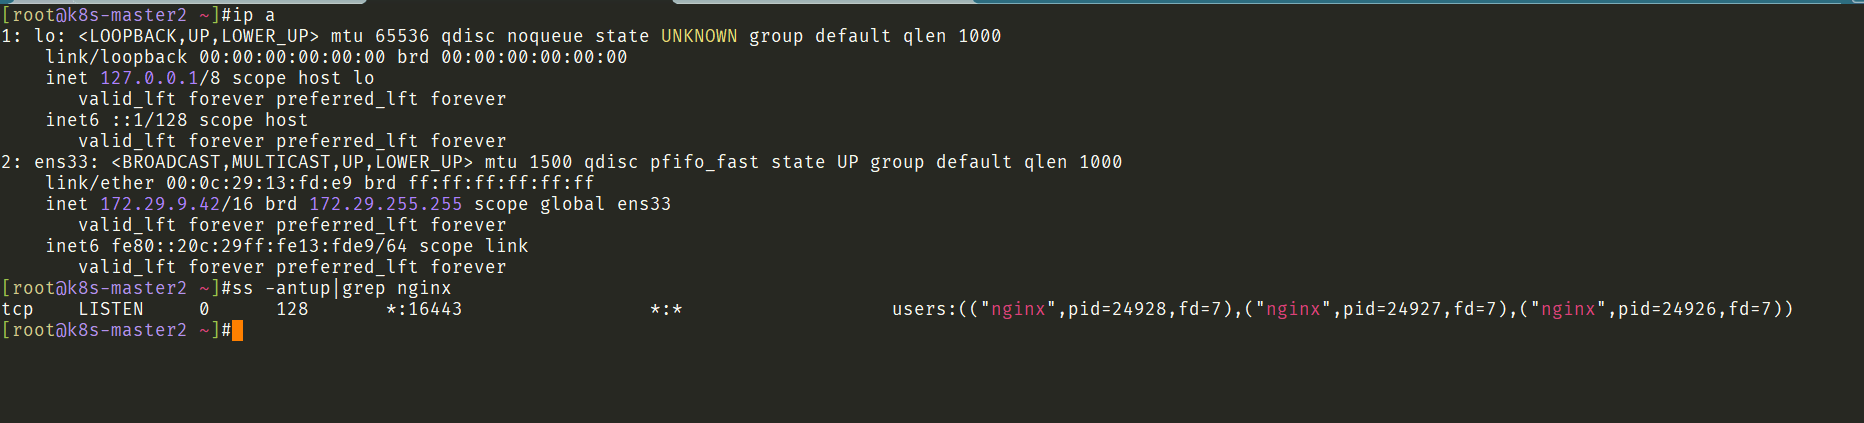 [root@k8s-master2 ~]#ip a
1: lo: <LOOPBACK,UP,LOWER_UP> mtu 65536 qdisc noqueue state UNKNOWN group default qlen 1000
    link/loopback 00:00:00:00:00:00 brd 00:00:00:00:00:00
    inet 127.0.0.1/8 scope host lo
       valid_lft forever preferred_lft forever
    inet6 ::1/128 scope host
       valid_lft forever preferred_lft forever
2: ens33: <BROADCAST,MULTICAST,UP,LOWER_UP> mtu 1500 qdisc pfifo_fast state UP group default qlen 1000
    link/ether 00:0c:29:13:fd:e9 brd ff:ff:ff:ff:ff:ff
    inet 172.29.9.42/16 brd 172.29.255.255 scope global ens33
       valid_lft forever preferred_lft forever
    inet6 fe80::20c:29ff:fe13:fde9/64 scope link
       valid_lft forever preferred_lft forever
[root@k8s-master2 ~]#ss -antup|grep nginx
tcp    LISTEN     0      128       *:16443                 *:*                   users:(("nginx",pid=24928,fd=7),("nginx",pid=24927,fd=7),("nginx",pid=24926,fd=7))
[root@k8s-master2 ~]#